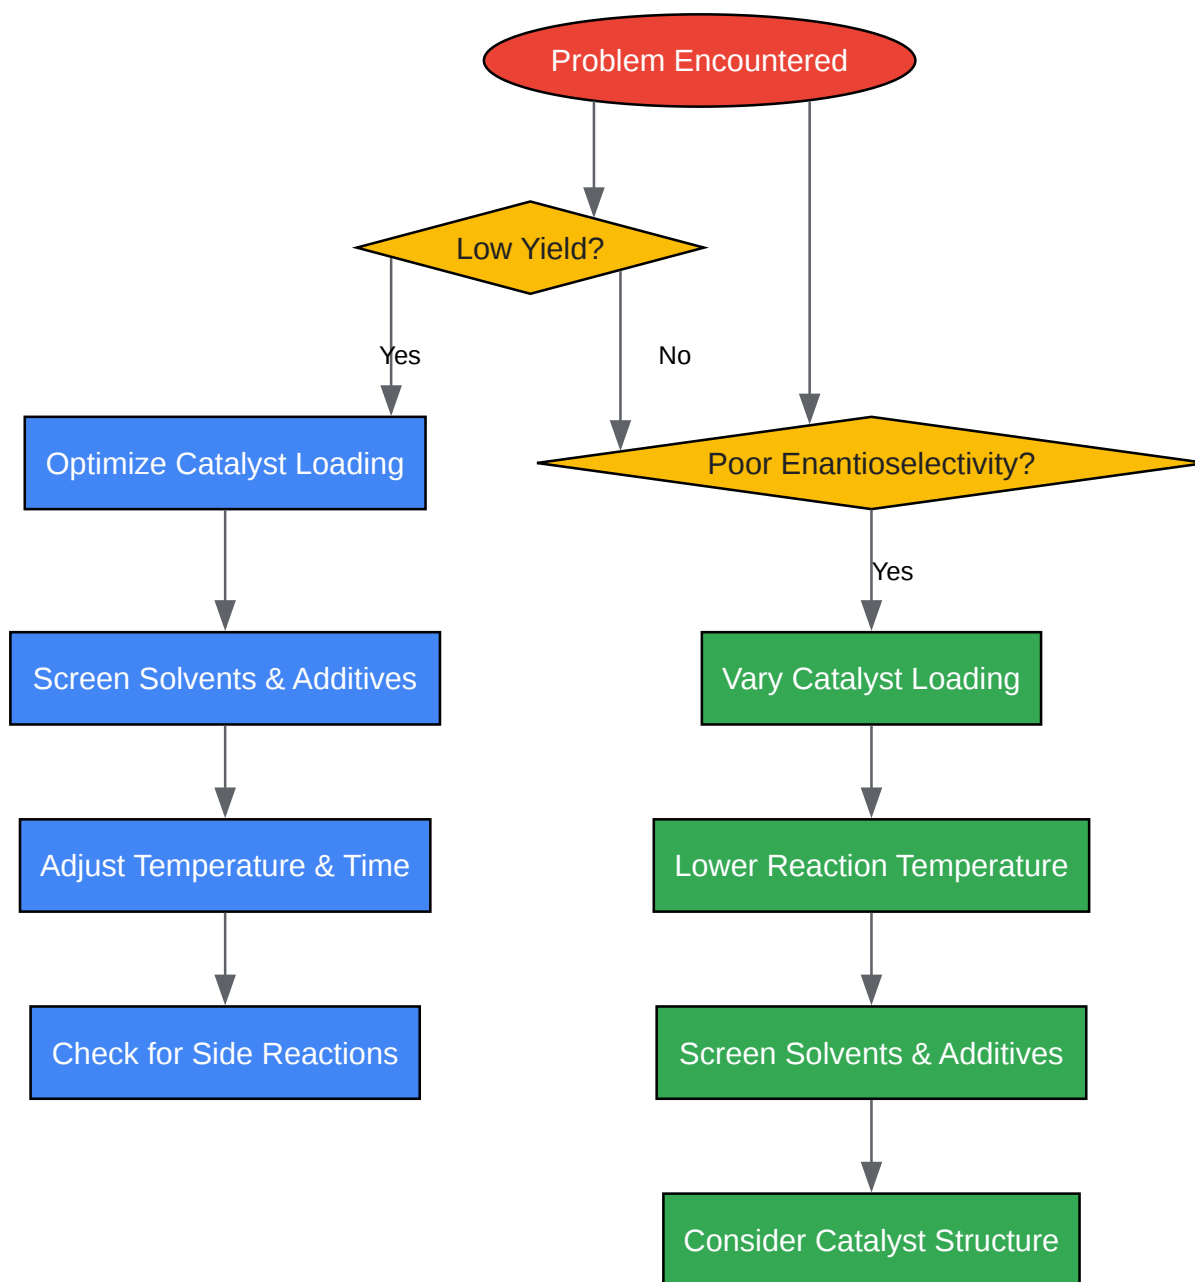 Problem Encountered
Low Yield?
Yes
No
Optimize Catalyst Loading
Poor Enantioselectivity?
Yes
Screen Solvents & Additives
Vary Catalyst Loading
Adjust Temperature & Time
Lower Reaction Temperature
Check for Side Reactions
Screen Solvents & Additives
Consider Catalyst Structure